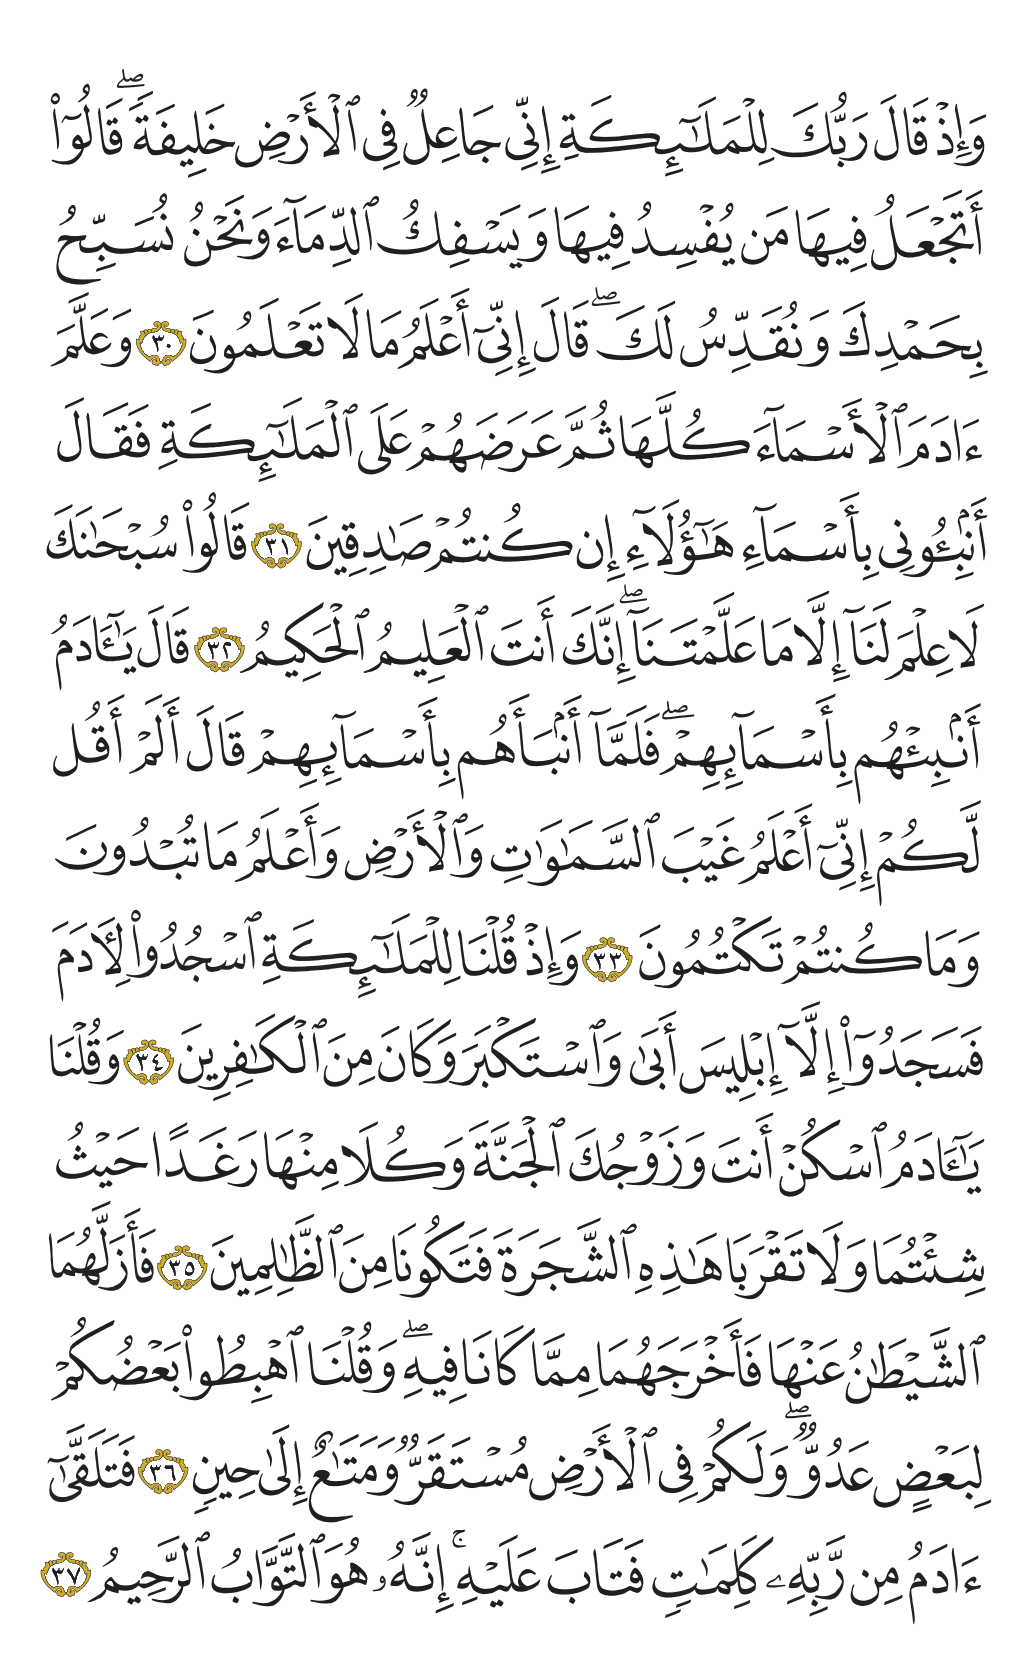 وَإِذۡ قَالَ رَبُّكَ لِلۡمَلَٰٓئِكَةِ إِنِّي جَاعِلٞ فِي ٱلۡأَرۡضِ خَلِيفَةٗۖ قَالُوٓاْ
أَتَجۡعَلُ فِيهَا مَن يُفۡسِدُ فِيهَا وَيَسۡفِكُ ٱلدِّمَآءَ وَنَحۡنُ نُسَبِّحُ
بِحَمۡدِكَ وَنُقَدِّسُ لَكَۖ قَالَ إِنِّيٓ أَعۡلَمُ مَا لَا تَعۡلَمُونَ ٣٠ وَعَلَّمَ
ءَادَمَ ٱلۡأَسۡمَآءَ كُلَّهَا ثُمَّ عَرَضَهُمۡ عَلَى ٱلۡمَلَٰٓئِكَةِ فَقَالَ
أَنۢبِـُٔونِي بِأَسۡمَآءِ هَٰٓؤُلَآءِ إِن كُنتُمۡ صَٰدِقِينَ ٣١ قَالُواْ سُبۡحَٰنَكَ
لَا عِلۡمَ لَنَآ إِلَّا مَا عَلَّمۡتَنَآۖ إِنَّكَ أَنتَ ٱلۡعَلِيمُ ٱلۡحَكِيمُ ٣٢ قَالَ يَٰٓـَٔادَمُ
أَنۢبِئۡهُم بِأَسۡمَآئِهِمۡۖ فَلَمَّآ أَنۢبَأَهُم بِأَسۡمَآئِهِمۡ قَالَ أَلَمۡ أَقُل
لَّكُمۡ إِنِّيٓ أَعۡلَمُ غَيۡبَ ٱلسَّمَٰوَٰتِ وَٱلۡأَرۡضِ وَأَعۡلَمُ مَا تُبۡدُونَ
وَمَا كُنتُمۡ تَكۡتُمُونَ ٣٣ وَإِذۡ قُلۡنَا لِلۡمَلَٰٓئِكَةِ ٱسۡجُدُواْ لِأٓدَمَ
فَسَجَدُوٓاْ إِلَّآ إِبۡلِيسَ أَبَىٰ وَٱسۡتَكۡبَرَ وَكَانَ مِنَ ٱلۡكَٰفِرِينَ ٣٤ وَقُلۡنَا
يَٰٓـَٔادَمُ ٱسۡكُنۡ أَنتَ وَزَوۡجُكَ ٱلۡجَنَّةَ وَكُلَا مِنۡهَا رَغَدًا حَيۡثُ
شِئۡتُمَا وَلَا تَقۡرَبَا هَٰذِهِ ٱلشَّجَرَةَ فَتَكُونَا مِنَ ٱلظَّٰلِمِينَ ٣٥ فَأَزَلَّهُمَا
ٱلشَّيۡطَٰنُ عَنۡهَا فَأَخۡرَجَهُمَا مِمَّا كَانَا فِيهِۖ وَقُلۡنَا ٱهۡبِطُواْ بَعۡضُكُمۡ
لِبَعۡضٍ عَدُوّٞۖ وَلَكُمۡ فِي ٱلۡأَرۡضِ مُسۡتَقَرّٞ وَمَتَٰعٌ إِلَىٰ حِينٖ ٣٦ فَتَلَقَّىٰٓ
ءَادَمُ مِن رَّبِّهِۦ كَلِمَٰتٖ فَتَابَ عَلَيۡهِۚ إِنَّهُۥ هُوَ ٱلتَّوَّابُ ٱلرَّحِيمُ ٣٧